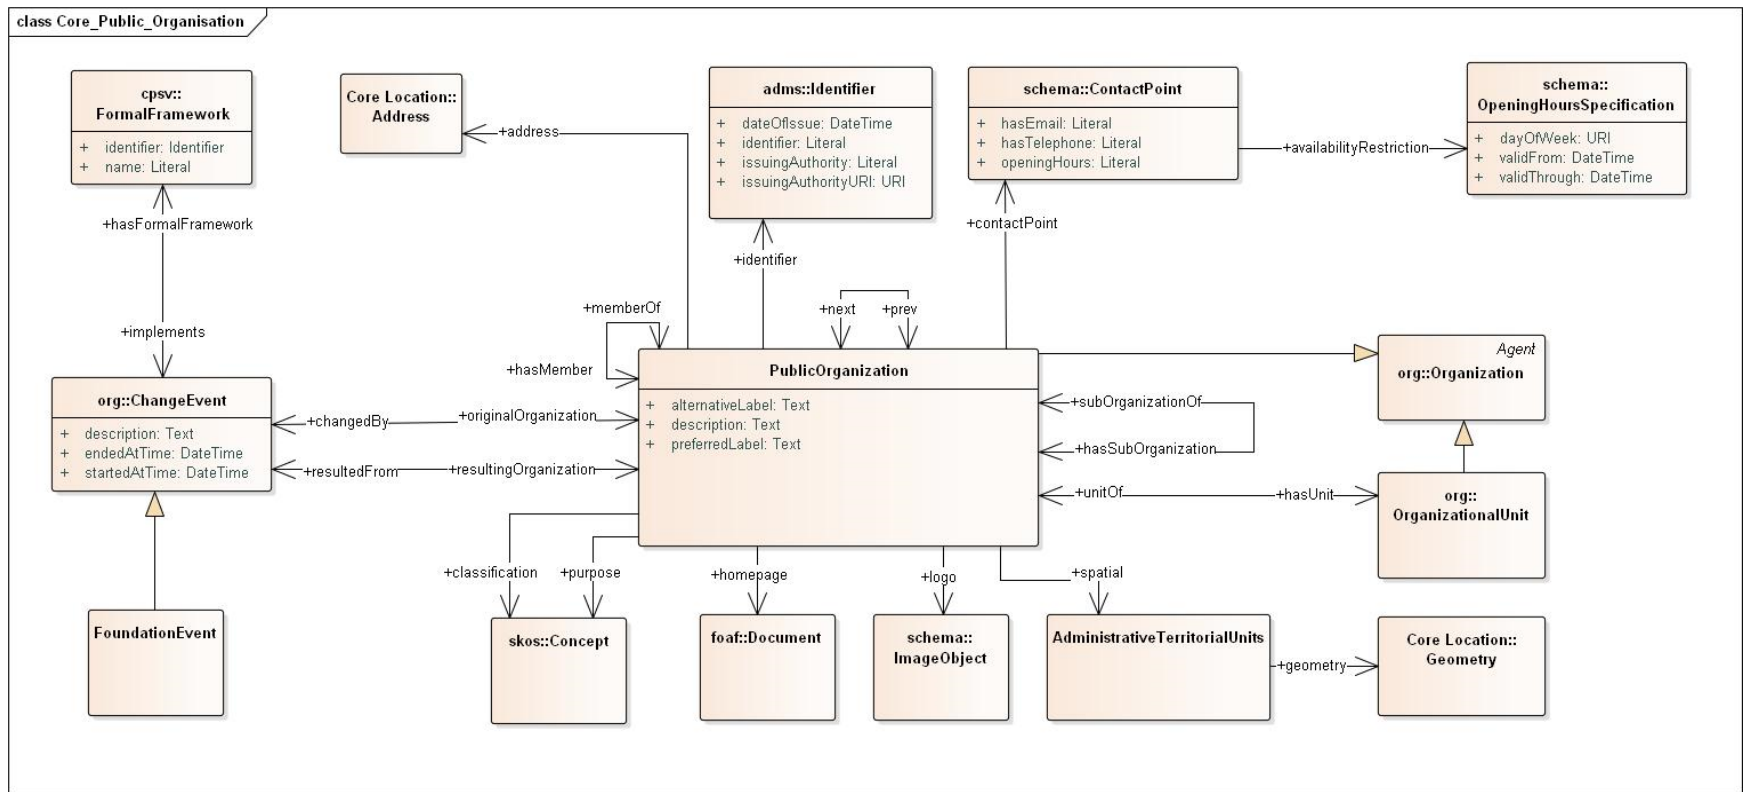 class Core_Public_Organisation
cpsv::
FormalFramework
+ identifier: Identifier
+ name: Literal
Core Location::
Address
+address
adms::Identifier
+ dateOfIssue: DateTime
+ identifier: Literal
+ issuingAuthority: Literal
+ issuingAuthorityURI: URI
schema::ContactPoint
+ hasEmail: Literal
+ hasTelephone: Literal
+ openingHours: Literal
+availabilityRestriction
schema::
OpeningHoursSpecification
+ dayOfWeek: URI
+ validFrom: DateTime
+ validThrough: DateTime
+hasFormalFramework
+implements
+identifier
+contactPoint
+memberOf
+hasMember
+next
+prev
org::ChangeEvent
+ description: Text
+ endedAtTime: DateTime
+ startedAtTime: DateTime
+changedBy
+originalOrganization
+resultedFrom
+resultingOrganization
PublicOrganization
+ alternativeLabel: Text
+ description: Text
+ preferredLabel: Text
+subOrganizationOf
+hasSubOrganization
+unitOf
+hasUnit
Agent
org::Organization
org::
OrganizationalUnit
+classification
+purpose
+homepage
+logo
+spatial
FoundationEvent
skos::Concept
foaf::Document
schema::
ImageObject
AdministrativeTerritorialUnits
+geometry
Core Location::
Geometry